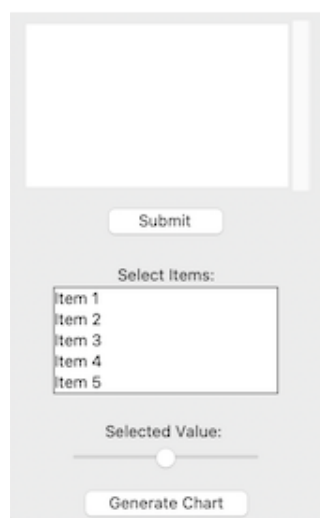 Submit
Select Items:
Item 1
Item 2
Item 3
Item 4
Item 5
Selected Value:
Generate Chart